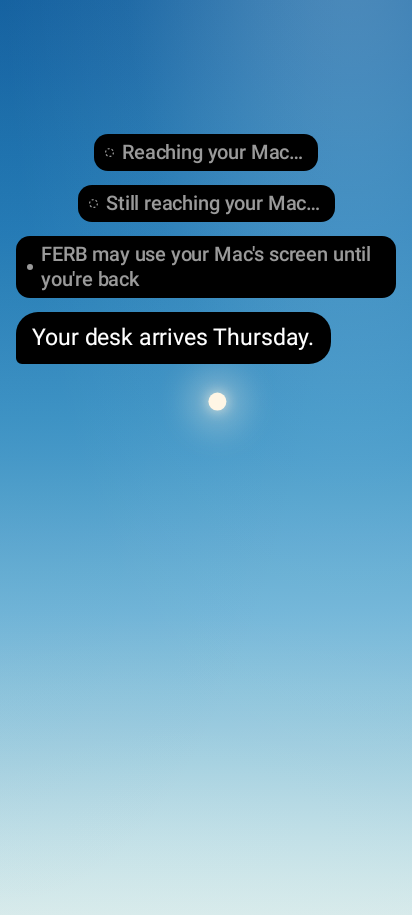 Reaching your Mac…
Still reaching your Mac…
FERB may use your Mac's screen until
you're back
Your desk arrives Thursday.